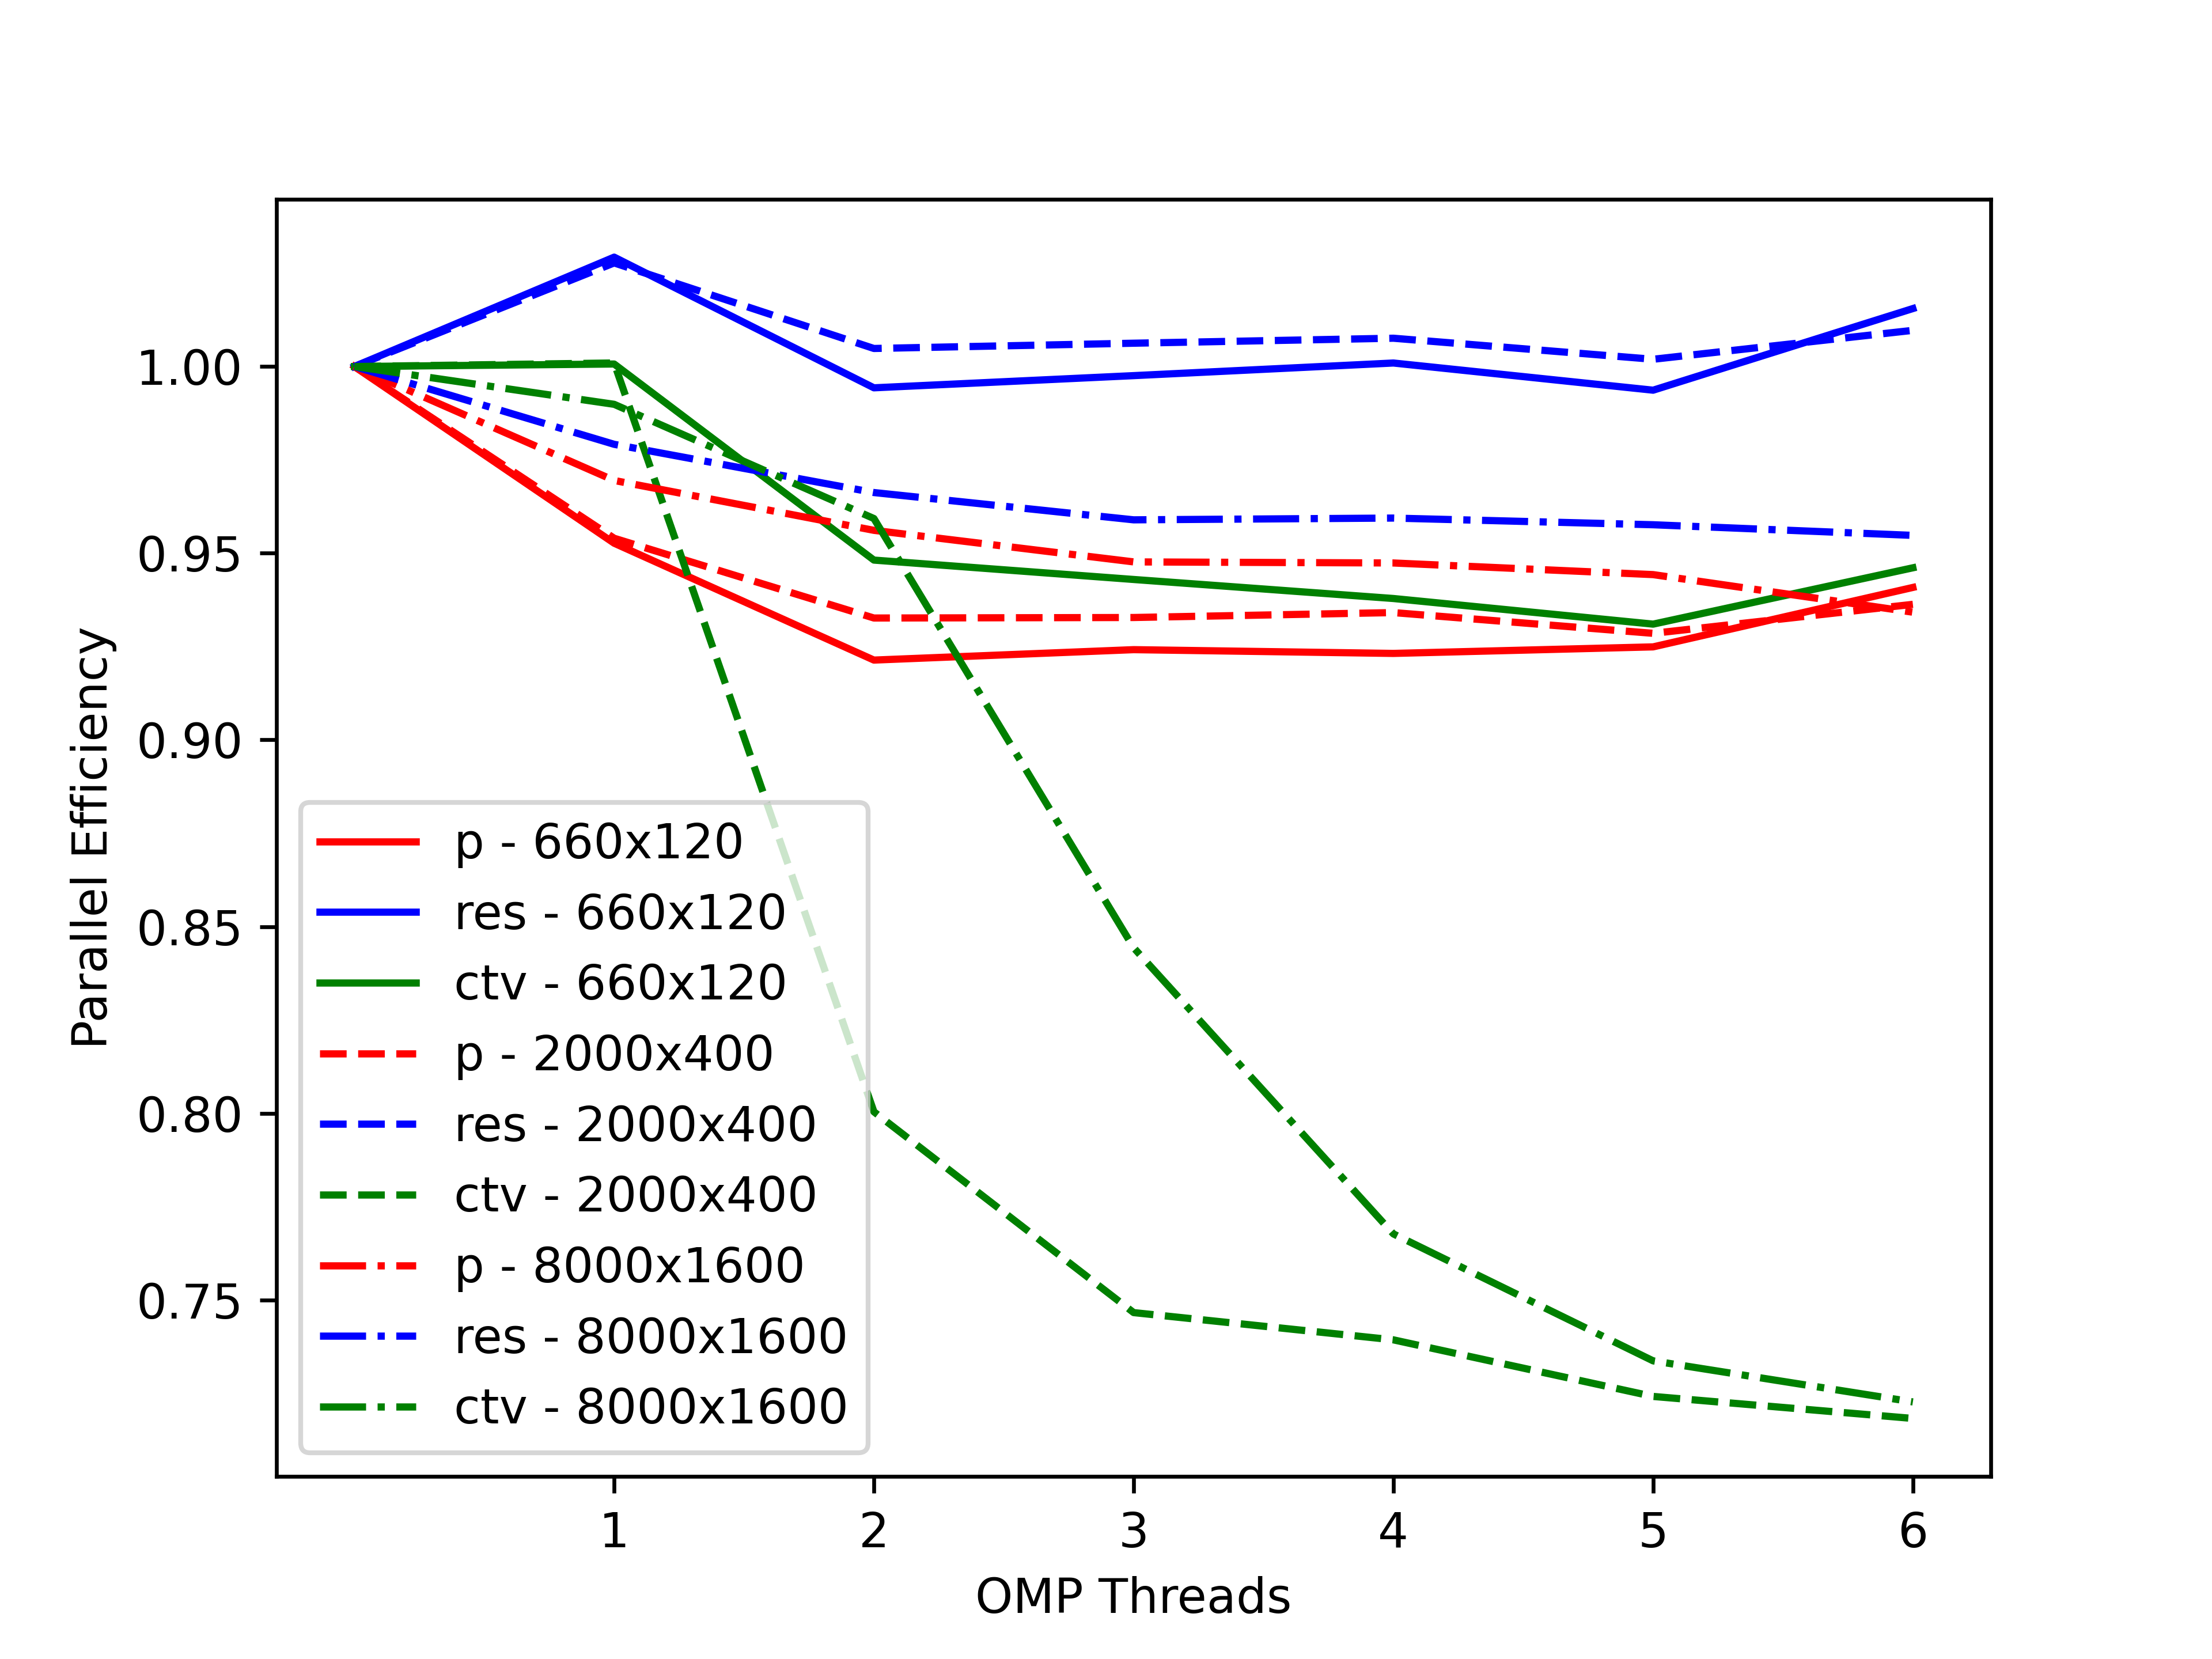 1.00
0.95
0.90
0.85
0.80
0.75
Parallel Efficiency
p - 660x120
res - 660x120
ctv - 660x120
p - 2000x400
res - 2000x400
ctv - 2000x400
p - 8000x1600
res - 8000x1600
ctv - 8000x1600
1 2 3 4 5 6
OMP Threads